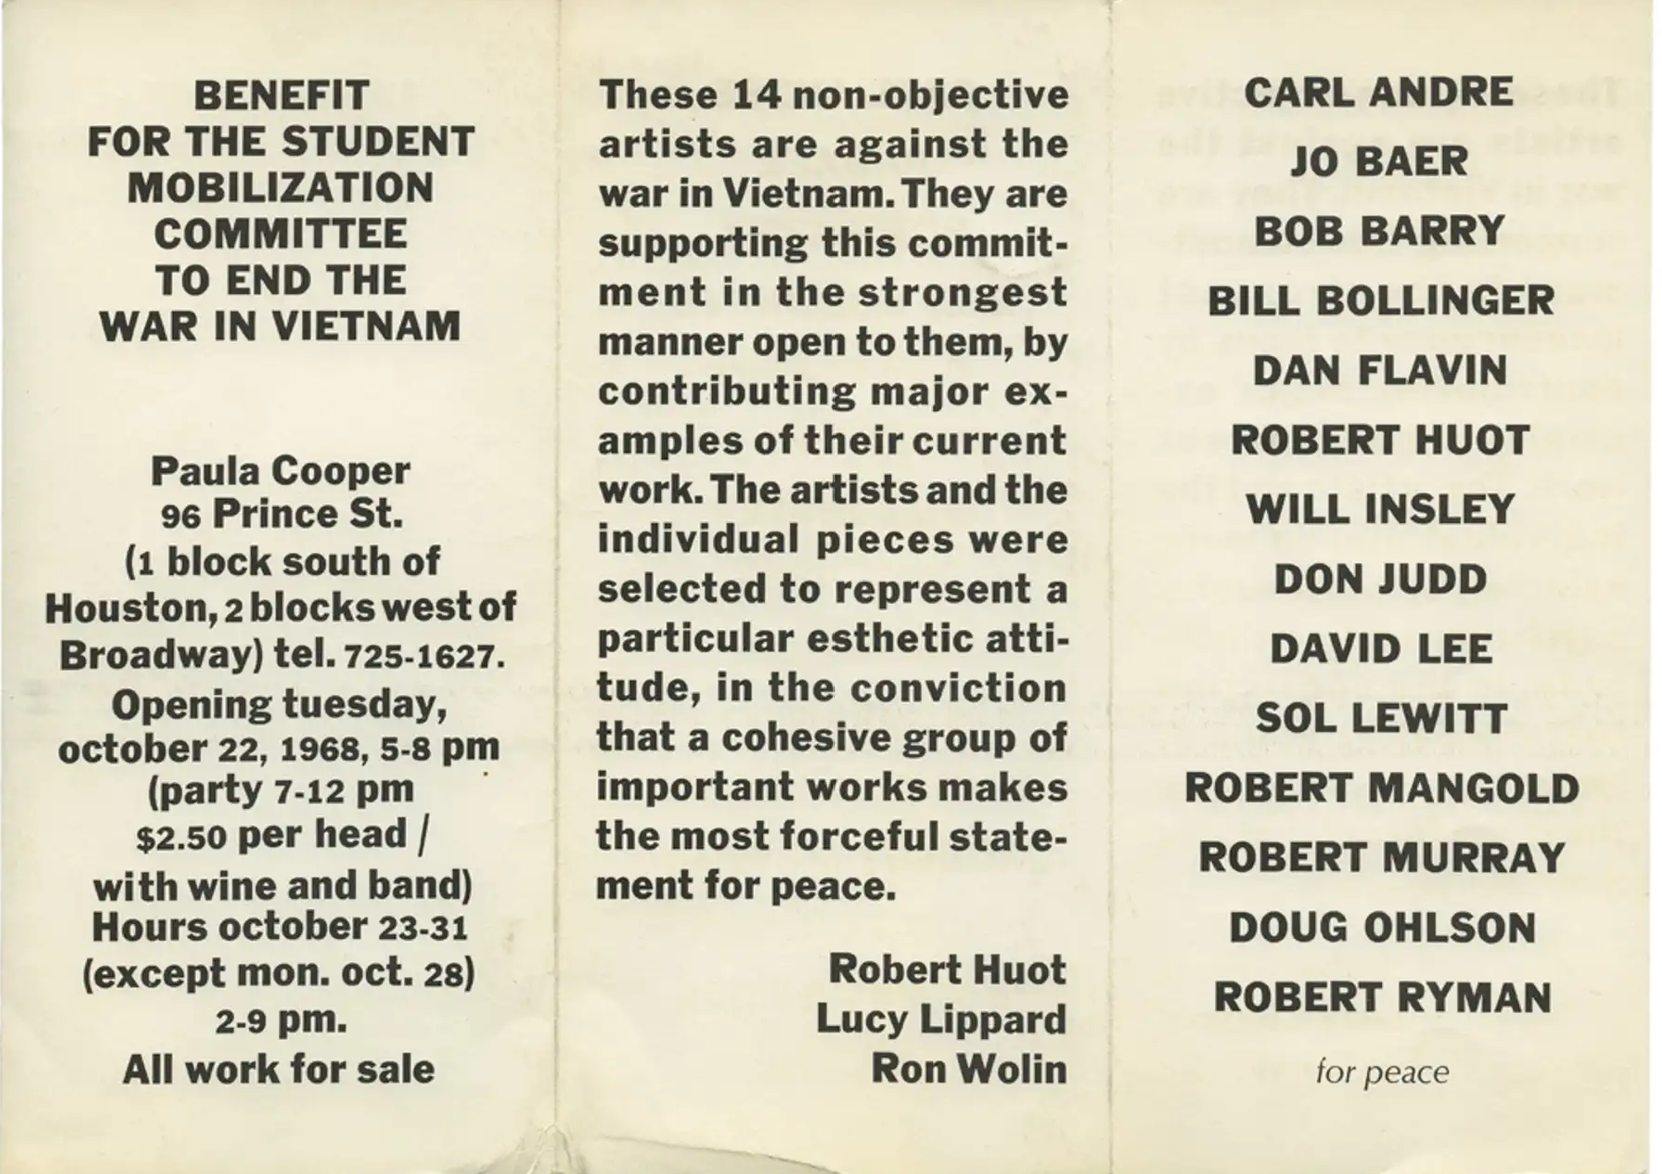 BENEFIT
FOR THE STUDENT
MOBILIZATION
COMMITTEE
TO END THE
WAR IN VIETNAM
Paula Cooper
96 Prince St.
(1 block south of
Houston, 2 blocks west of
Broadway) tel. 725-1627.
Opening tuesday,
october 22, 1968, 5-8 pm
(party 7-12 pm
$2.50 per head /
with wine and band)
Hours october 23-31
(except mon. oct. 28)
2-9 pm.
All work for sale
These 14 non-objective
artists are against the
war in Vietnam. They are
supporting this commit-
ment in the strongest
manner open to them, by
contributing major ex-
amples of their current
work. The artists and the
individual pieces were
selected to represent a
particular esthetic atti-
tude, in the conviction
that a cohesive group of
important works makes
the most forceful state-
ment for peace.
Robert Huot
Lucy Lippard
Ron Wolin
CARL ANDRE
JO BAER
BOB BARRY
BILL BOLLINGER
DAN FLAVIN
ROBERT HUOT
WILL INSLEY
DON JUDD
DAVID LEE
SOL LEWITT
ROBERT MANGOLD
ROBERT MURRAY
DOUG OHLSON
ROBERT RYMAN
for peace